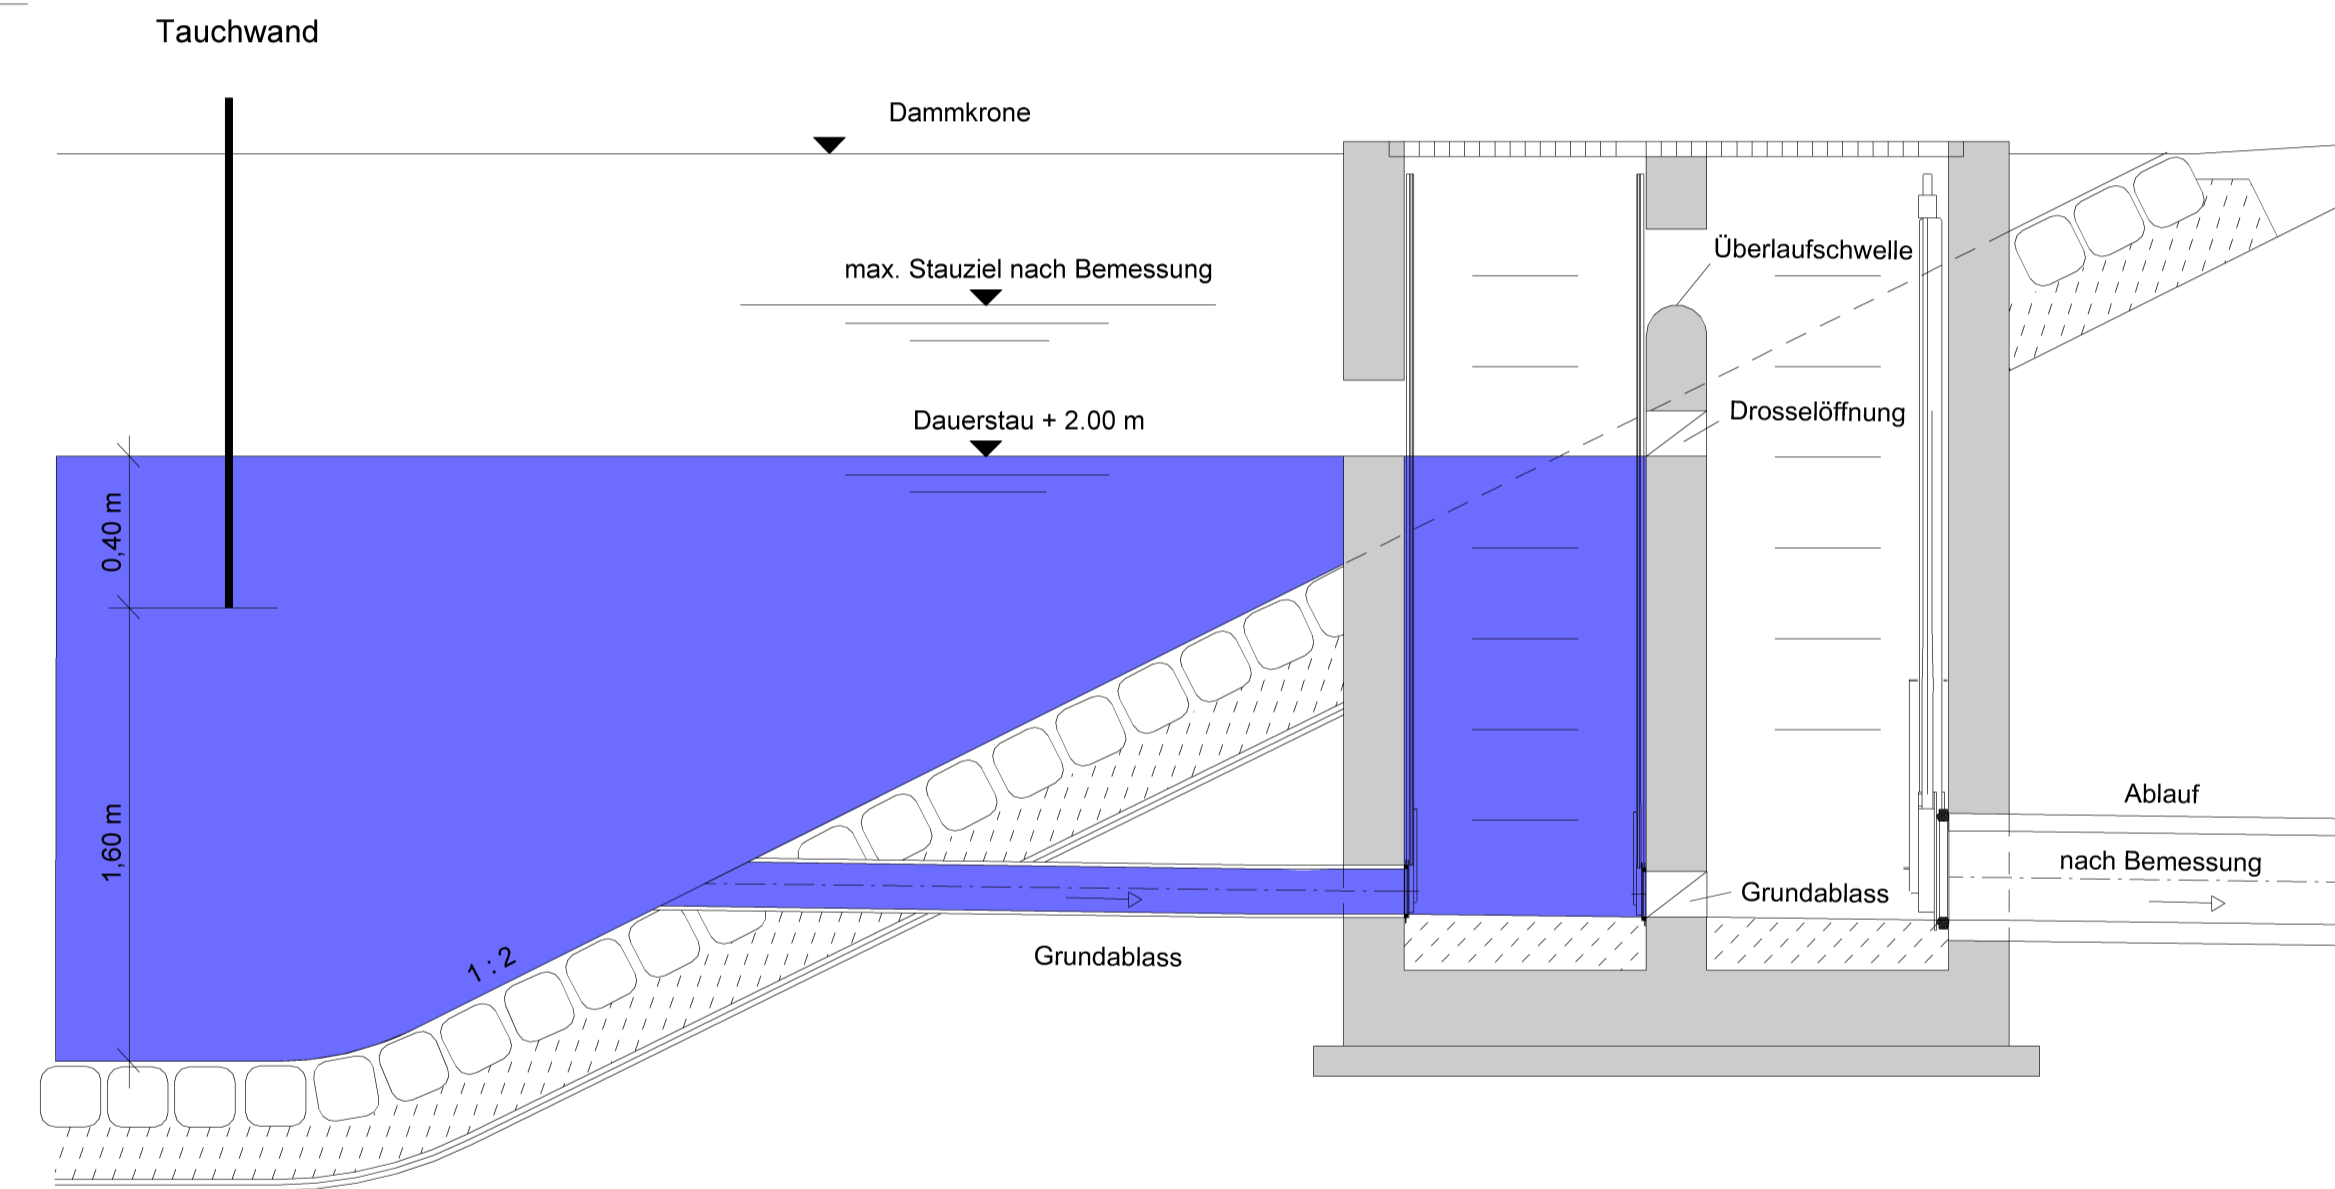 Tauchwand
Dammkrone
max. Stauziel nach Bemessung
Überlaufschwelle
Drosselöffnung
Dauerstau + 2.00 m
0,40 m
1,60 m
Ablauf
nach Bemessung
Grundablass
Grundablass
1 : 2